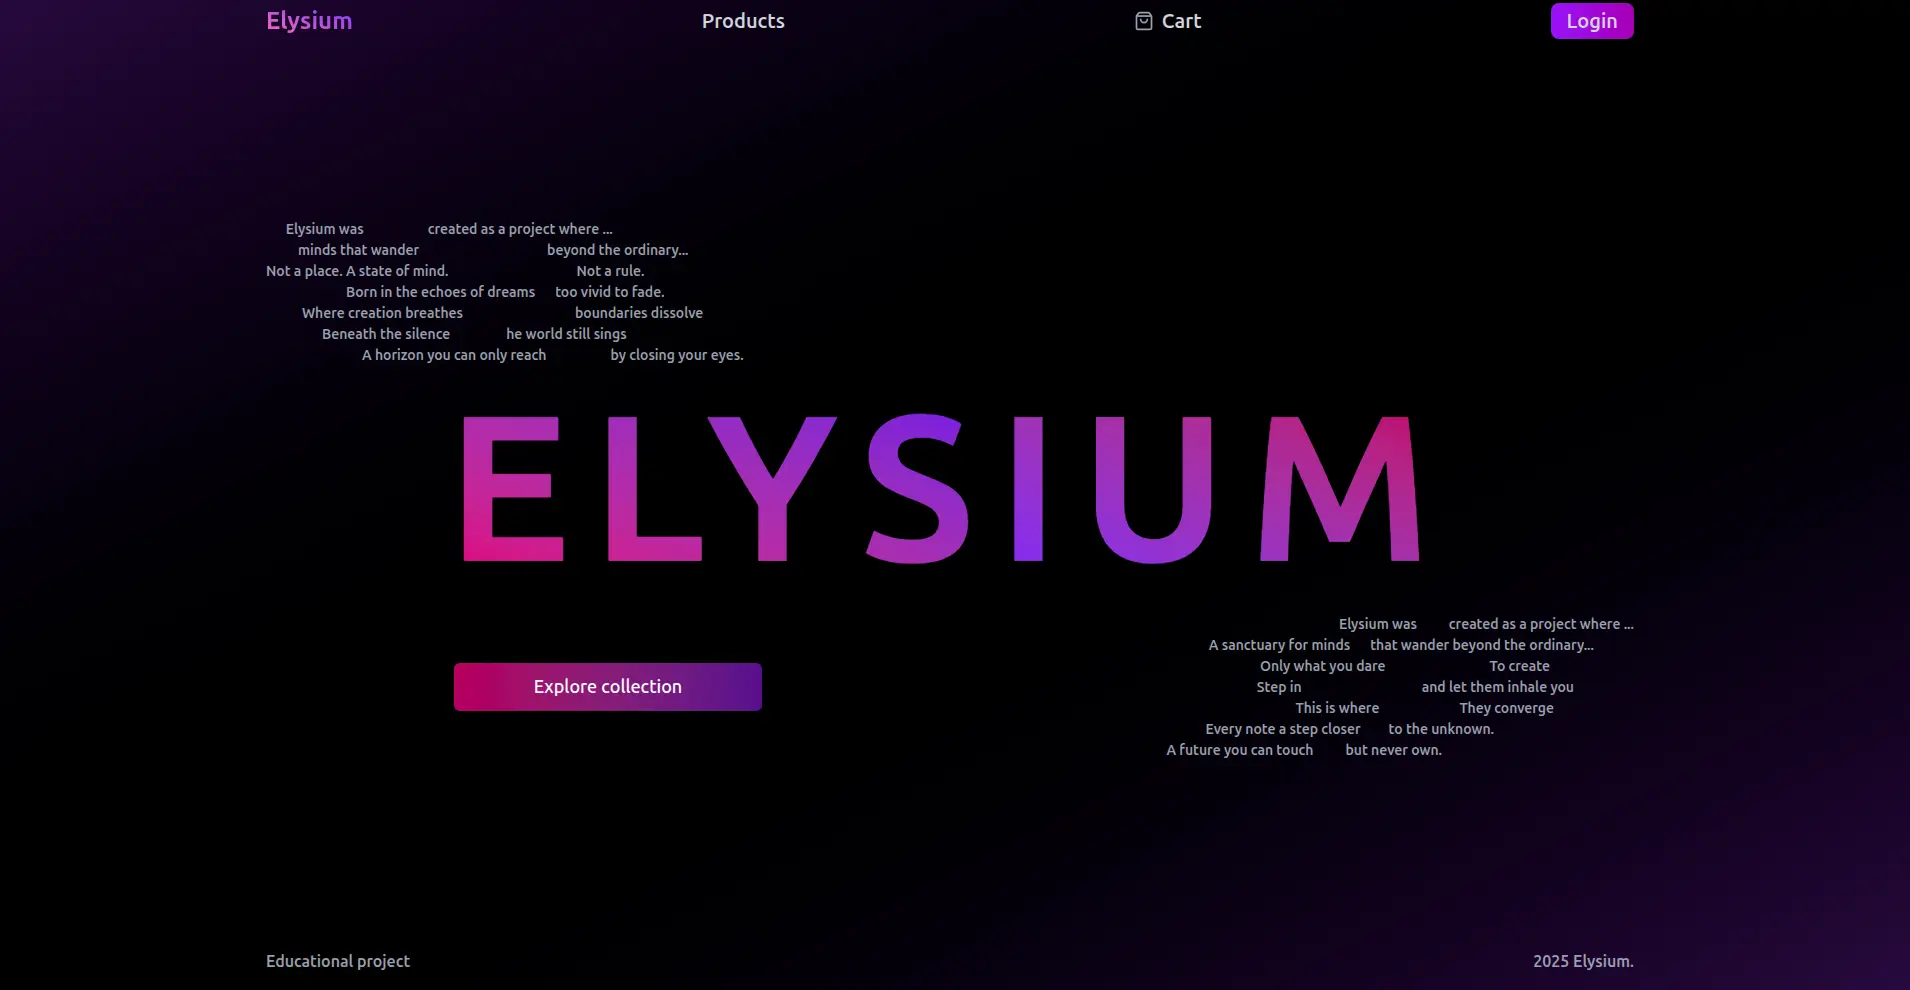 Elysium Products Cart Login
Elysium was created as a project where ...
minds that wander beyond the ordinary...
Not a place. A state of mind. Not a rule.
Born in the echoes of dreams too vivid to fade.
Where creation breathes boundaries dissolve
Beneath the silence he world still sings
A horizon you can only reach by closing your eyes.
ELYSIUM
Elysium was created as a project where ...
A sanctuary for minds that wander beyond the ordinary...
Only what you dare To create
Step in and let them inhale you
This is where They converge
Every note a step closer to the unknown.
A future you can touch but never own.
Explore collection
Educational project 2025 Elysium.